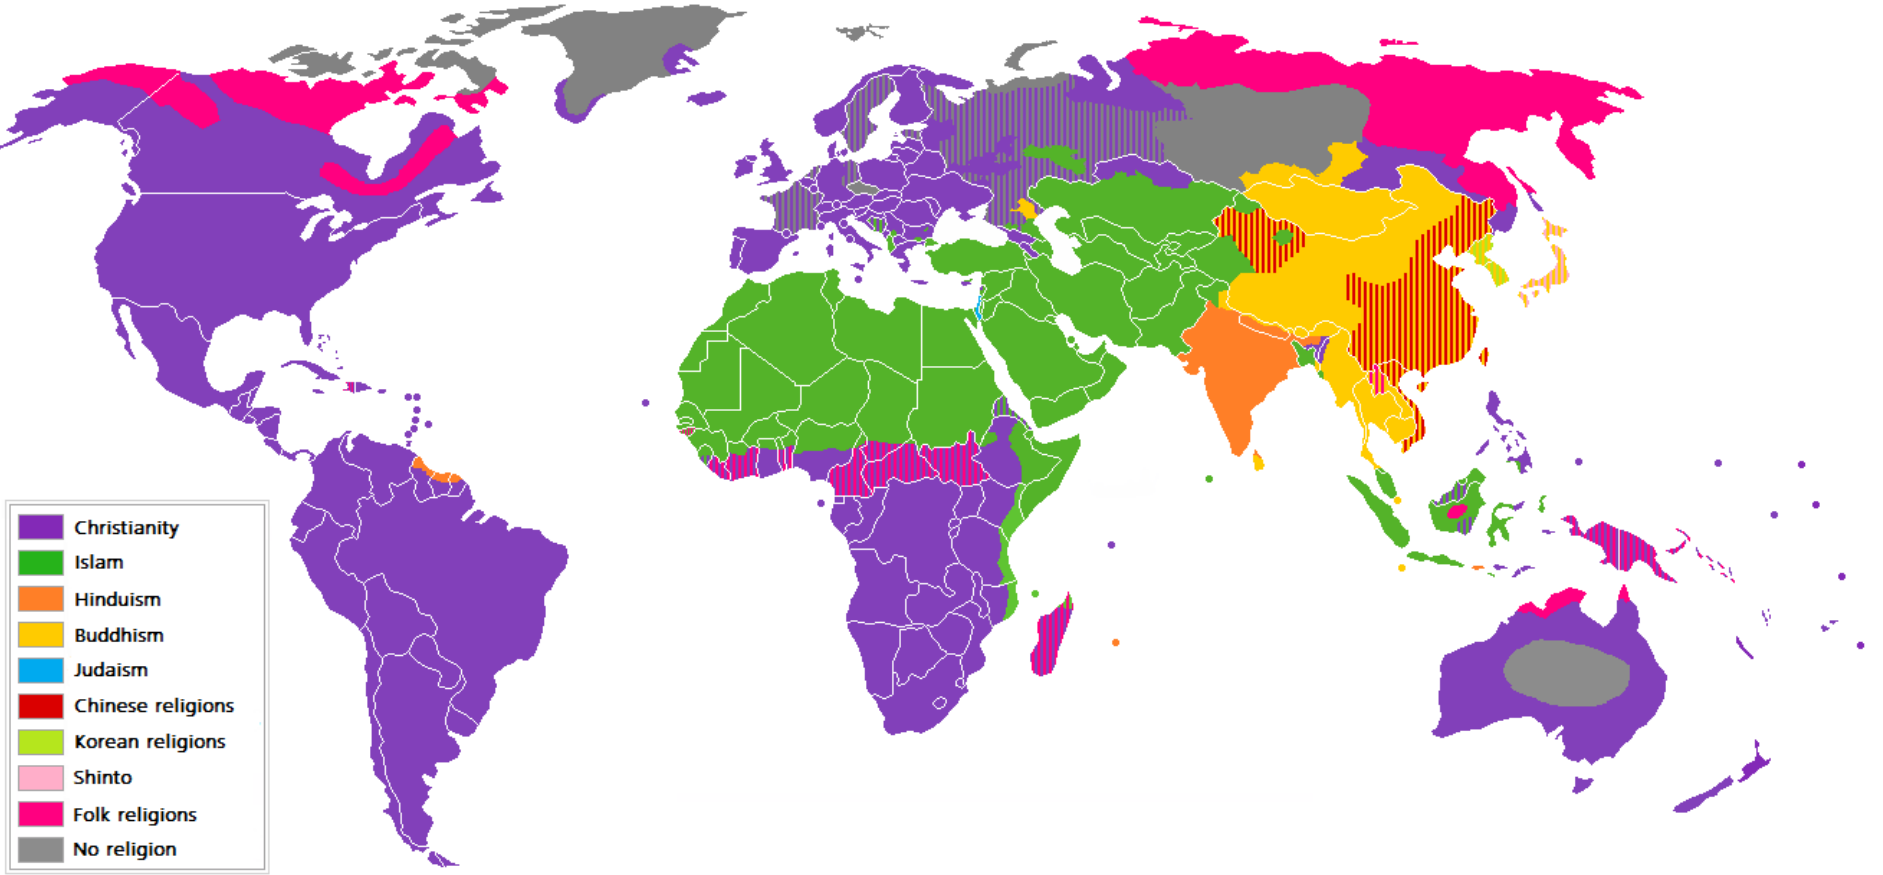 Christianity
Islam
Hinduism
Buddhism
Judaism
Chinese religions
Korean religions
Shinto
Folk religions
No religion